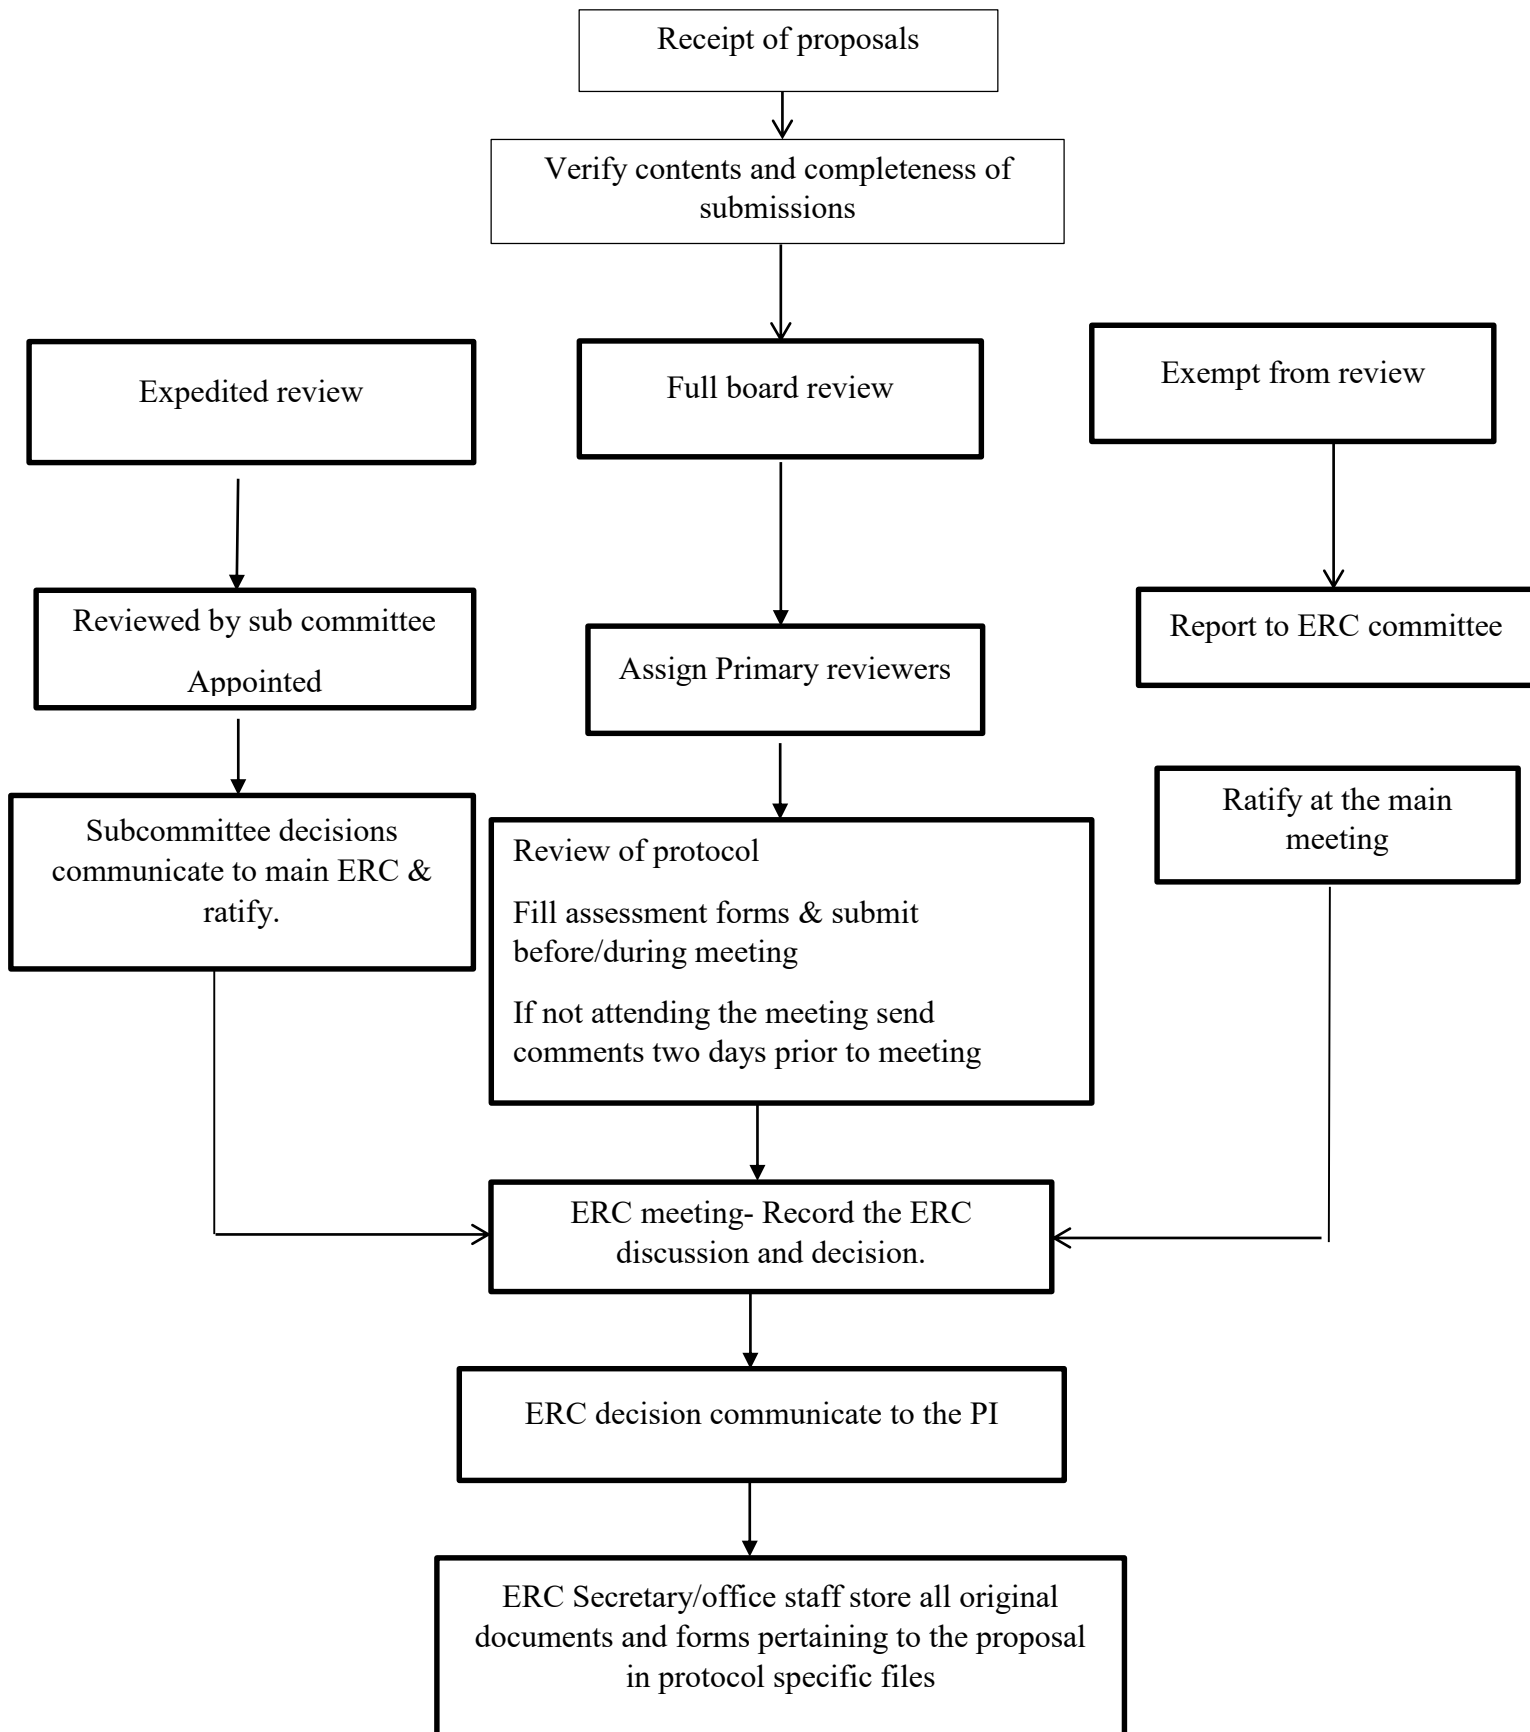 Receipt of proposals
Verify contents and completeness of
submissions
Expedited review
Full board review
Exempt from review
Reviewed by sub committee
Appointed
Assign Primary reviewers
Report to ERC committee
Subcommittee decisions
communicate to main ERC &
ratify.
Review of protocol
Fill assessment forms & submit
before/during meeting
If not attending the meeting send
comments two days prior to meeting
Ratify at the main
meeting
ERC meeting- Record the ERC
discussion and decision.
ERC decision communicate to the PI
ERC Secretary/office staff store all original
documents and forms pertaining to the proposal
in protocol specific files